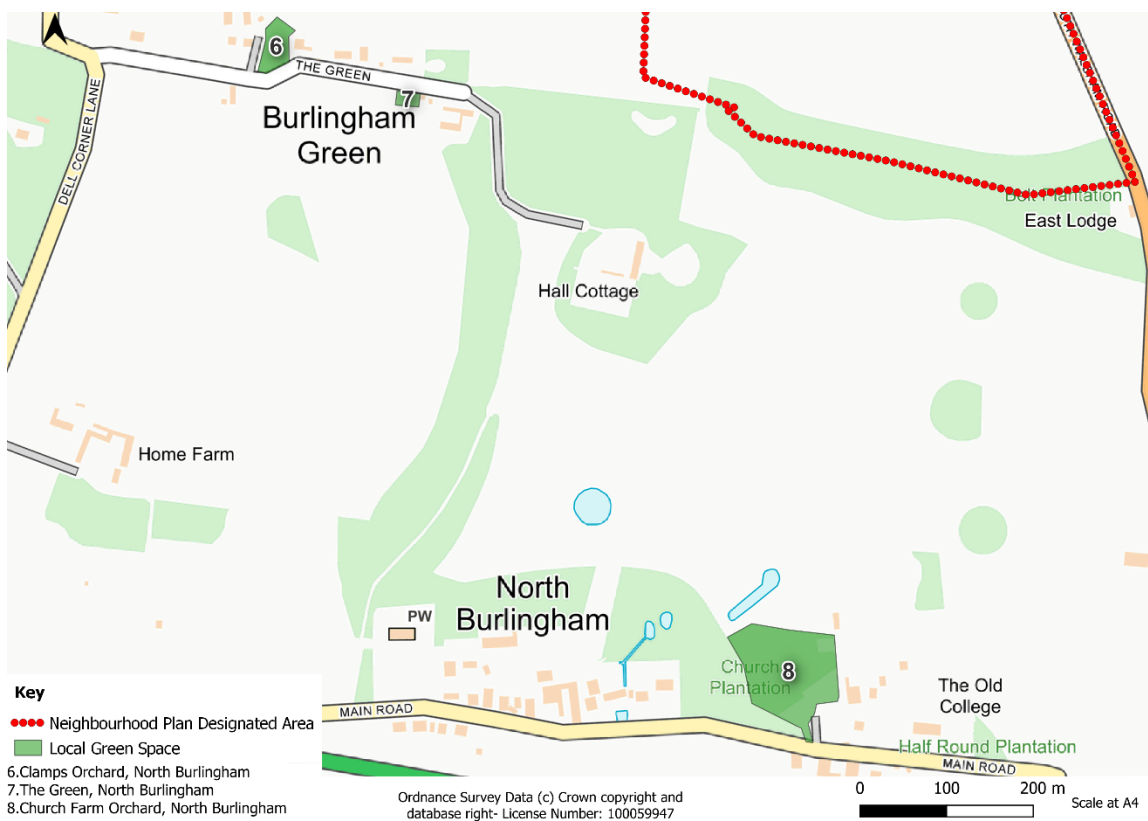 6
THE GREEN
7
Burlingham
Green
DELL CORNER LANE
Belt Plantation
East Lodge
Hall Cottage
Home Farm
North
Burlingham
PW
Church
Plantation
8
The Old
College
Half Round Plantation
MAIN ROAD
MAIN ROAD
Key
Neighbourhood Plan Designated Area
Local Green Space
6.Clamps Orchard, North Burlingham
7.The Green, North Burlingham
8.Church Farm Orchard, North Burlingham
Ordnance Survey Data (c) Crown copyright and
database right- License Number: 100059947
0 100 200 m
Scale at A4